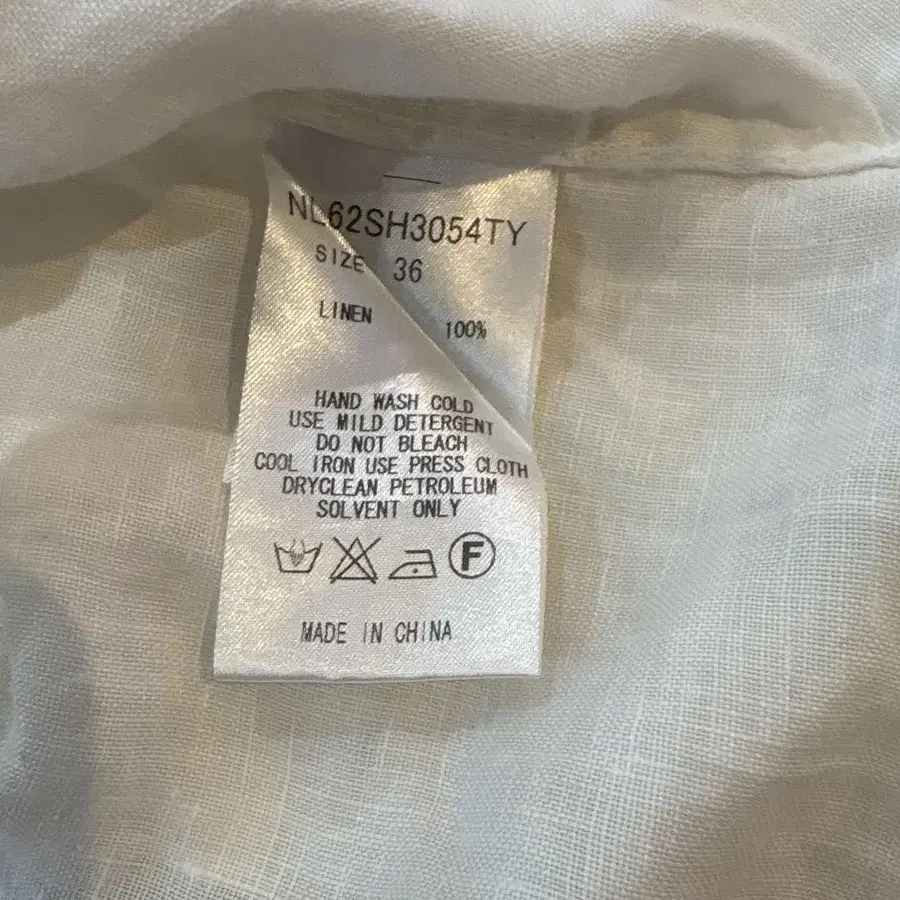 NL62SH3054TY
SIZE 36
LINEN 100%
HAND WASH COLD
USE MILD DETERGENT
DO NOT BLEACH
COOL IRON USE PRESS CLOTH
DRYCLEAN PETROLEUM
SOLVENT ONLY
F
MADE IN CHINA